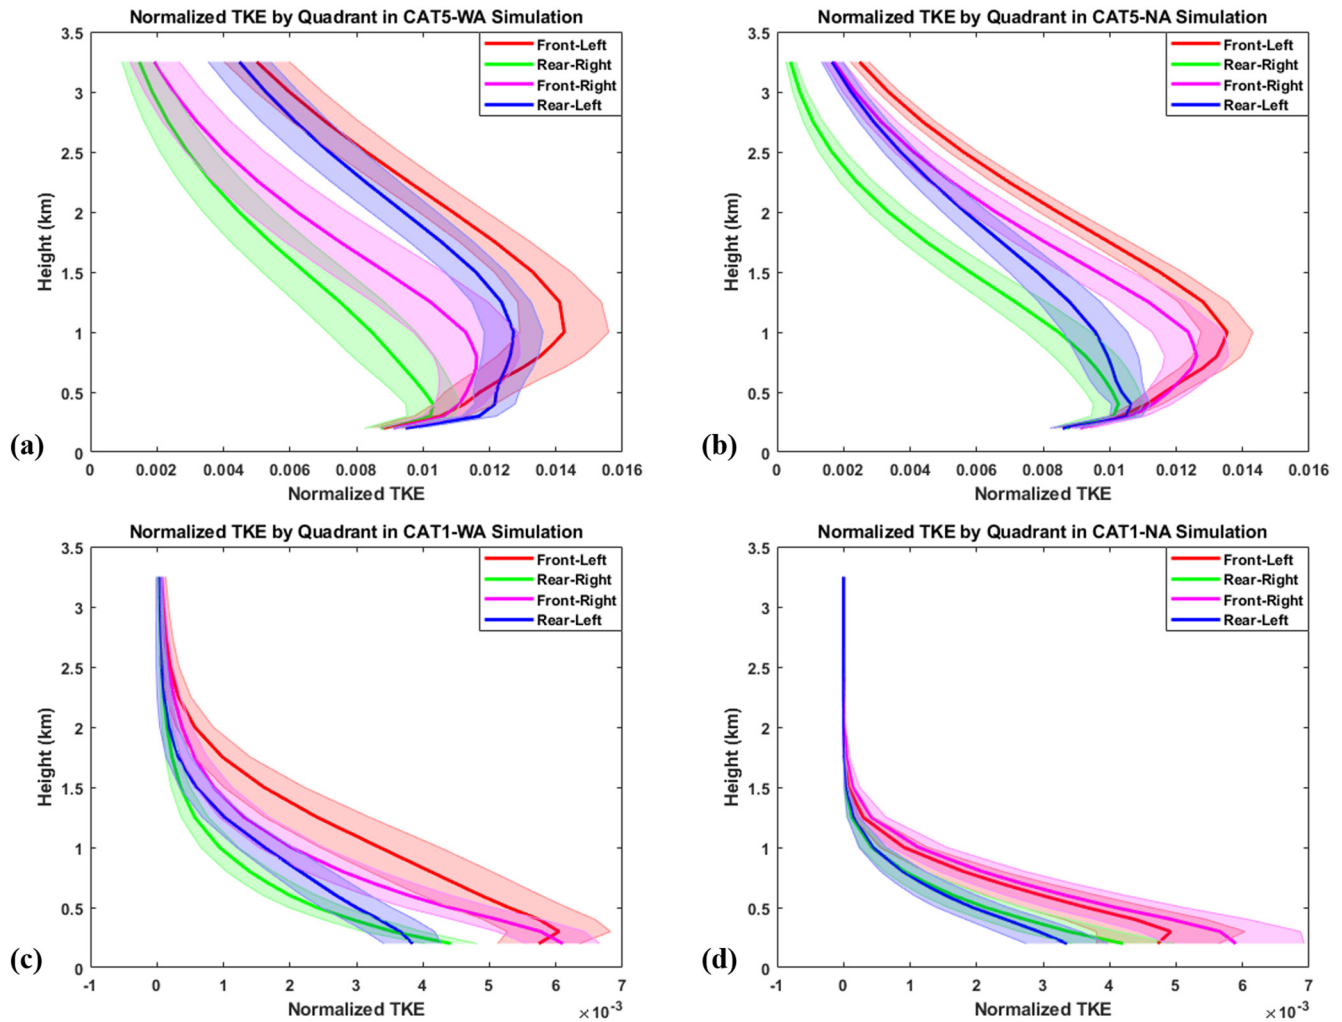 Normalized TKE by Quadrant in CAT5-WA Simulation
3.5
3
2.5
2
1.5
1
0.5
0
Height (km)
Front-Left
Rear-Right
Front-Right
Rear-Left
(a)
0 0.002 0.004 0.006 0.008 0.01 0.012 0.014 0.016
Normalized TKE
Normalized TKE by Quadrant in CAT5-NA Simulation
3.5
3
2.5
2
1.5
1
0.5
0
Height (km)
Front-Left
Rear-Right
Front-Right
Rear-Left
(b)
0 0.002 0.004 0.006 0.008 0.01 0.012 0.014 0.016
Normalized TKE
Normalized TKE by Quadrant in CAT1-WA Simulation
3.5
3
2.5
2
1.5
1
0.5
0
Height (km)
Front-Left
Rear-Right
Front-Right
Rear-Left
(c)
-1 0 1 2 3 4 5 6 7
Normalized TKE
×10⁻³
Normalized TKE by Quadrant in CAT1-NA Simulation
3.5
3
2.5
2
1.5
1
0.5
0
Height (km)
Front-Left
Rear-Right
Front-Right
Rear-Left
(d)
-1 0 1 2 3 4 5 6 7
Normalized TKE
×10⁻³